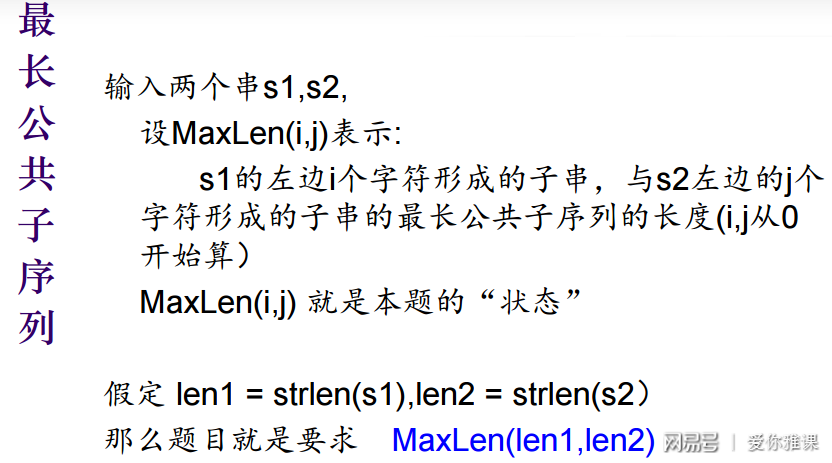 最长公共子序列
输入两个串s1,s2,
设MaxLen(i,j)表示:
s1的左边i个字符形成的子串，与s2左边的j个
字符形成的子串的最长公共子序列的长度(i,j从0
开始算）
MaxLen(i,j) 就是本题的“状态”
假定 len1 = strlen(s1),len2 = strlen(s2）
那么题目就是要求 MaxLen(len1,len2)
网易号 | 爱你雅课